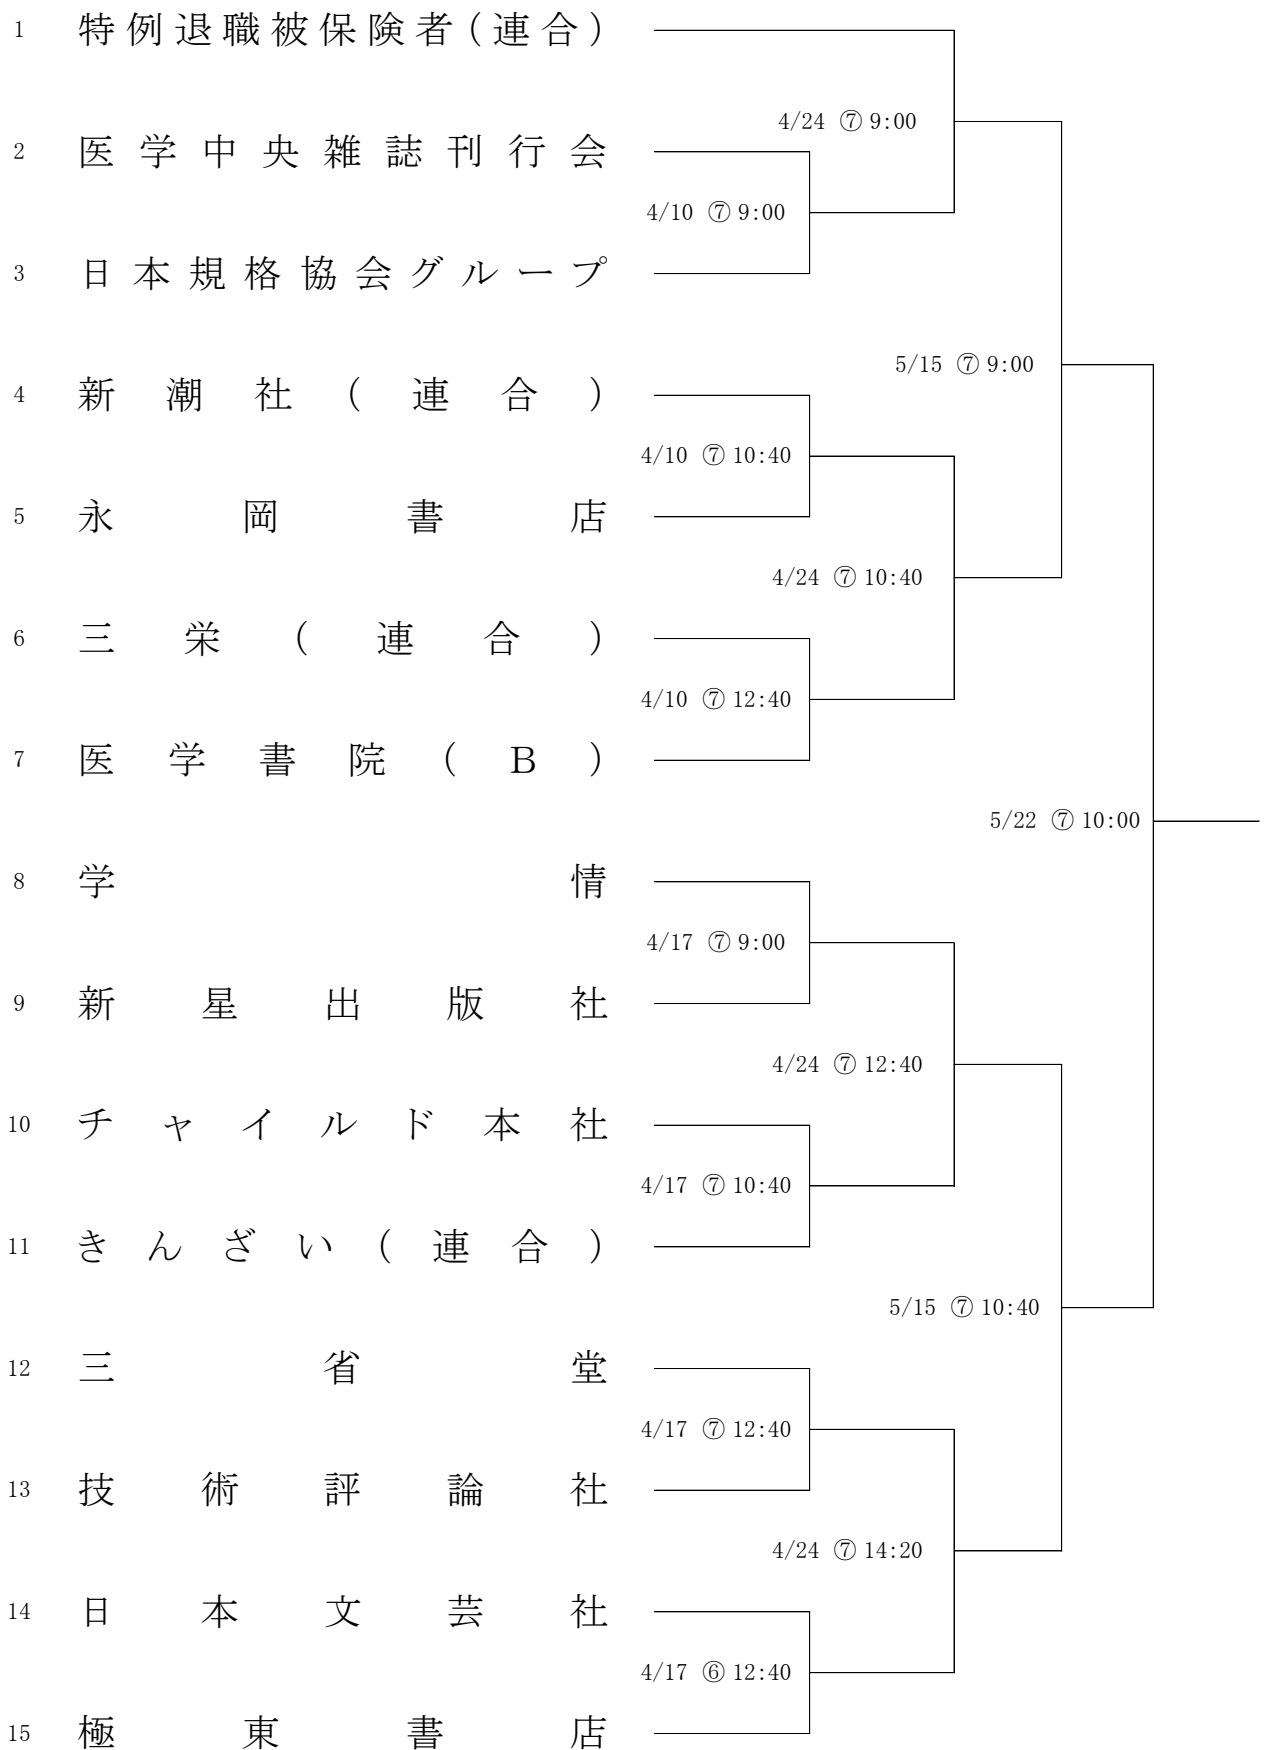 1 特例退職被保険者(連合)
4/24 ⑦ 9:00
2 医学中央雑誌刊行会
4/10 ⑦ 9:00
3 日本規格協会グループ
5/15 ⑦ 9:00
4 新潮社(連合)
4/10 ⑦ 10:40
5 永岡書店
4/24 ⑦ 10:40
6 三栄(連合)
4/10 ⑦ 12:40
7 医学書院(B)
5/22 ⑦ 10:00
8 学情
4/17 ⑦ 9:00
9 新星出版社
4/24 ⑦ 12:40
10 チャイルド本社
4/17 ⑦ 10:40
11 きんざい(連合)
5/15 ⑦ 10:40
12 三省堂
4/17 ⑦ 12:40
13 技術評論社
4/24 ⑦ 14:20
14 日本文芸社
4/17 ⑥ 12:40
15 極東書店